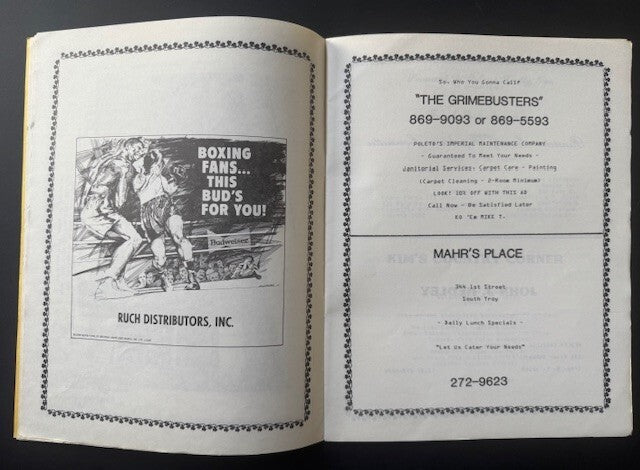 BOXING
FANS...
THIS
BUD'S
FOR YOU!
Budweiser
RUCH DISTRIBUTORS, INC.
So, Who You Gonna Call?
"THE GRIMEBUSTERS"
869-9093 or 869-5593
POLETO'S IMPERIAL MAINTENANCE COMPANY
- Guaranteed To Meet Your Needs -
Janitorial Services- Carpet Care - Painting
(Carpet Cleaning - 2-Room Minimum)
LOOK! 10% OFF WITH THIS AD
Call Now - Be Satisfied Later
KO 'Em MIKE T.
MAHR'S PLACE
344 1st Street
South Troy
- Daily Lunch Specials -
"Let Us Cater Your Needs"
272-9623